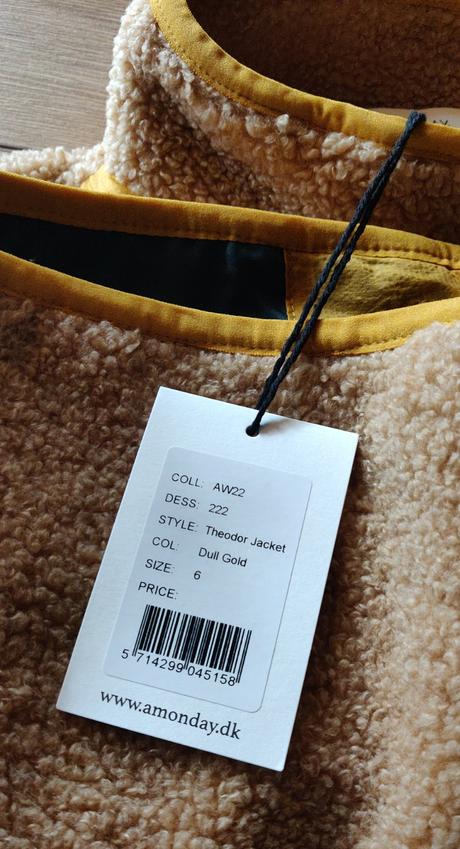 COLL: AW22
DESS: 222
STYLE: Theodor Jacket
COL: Dull Gold
SIZE: 6
PRICE:
5 714299 045158
www.amonday.dk